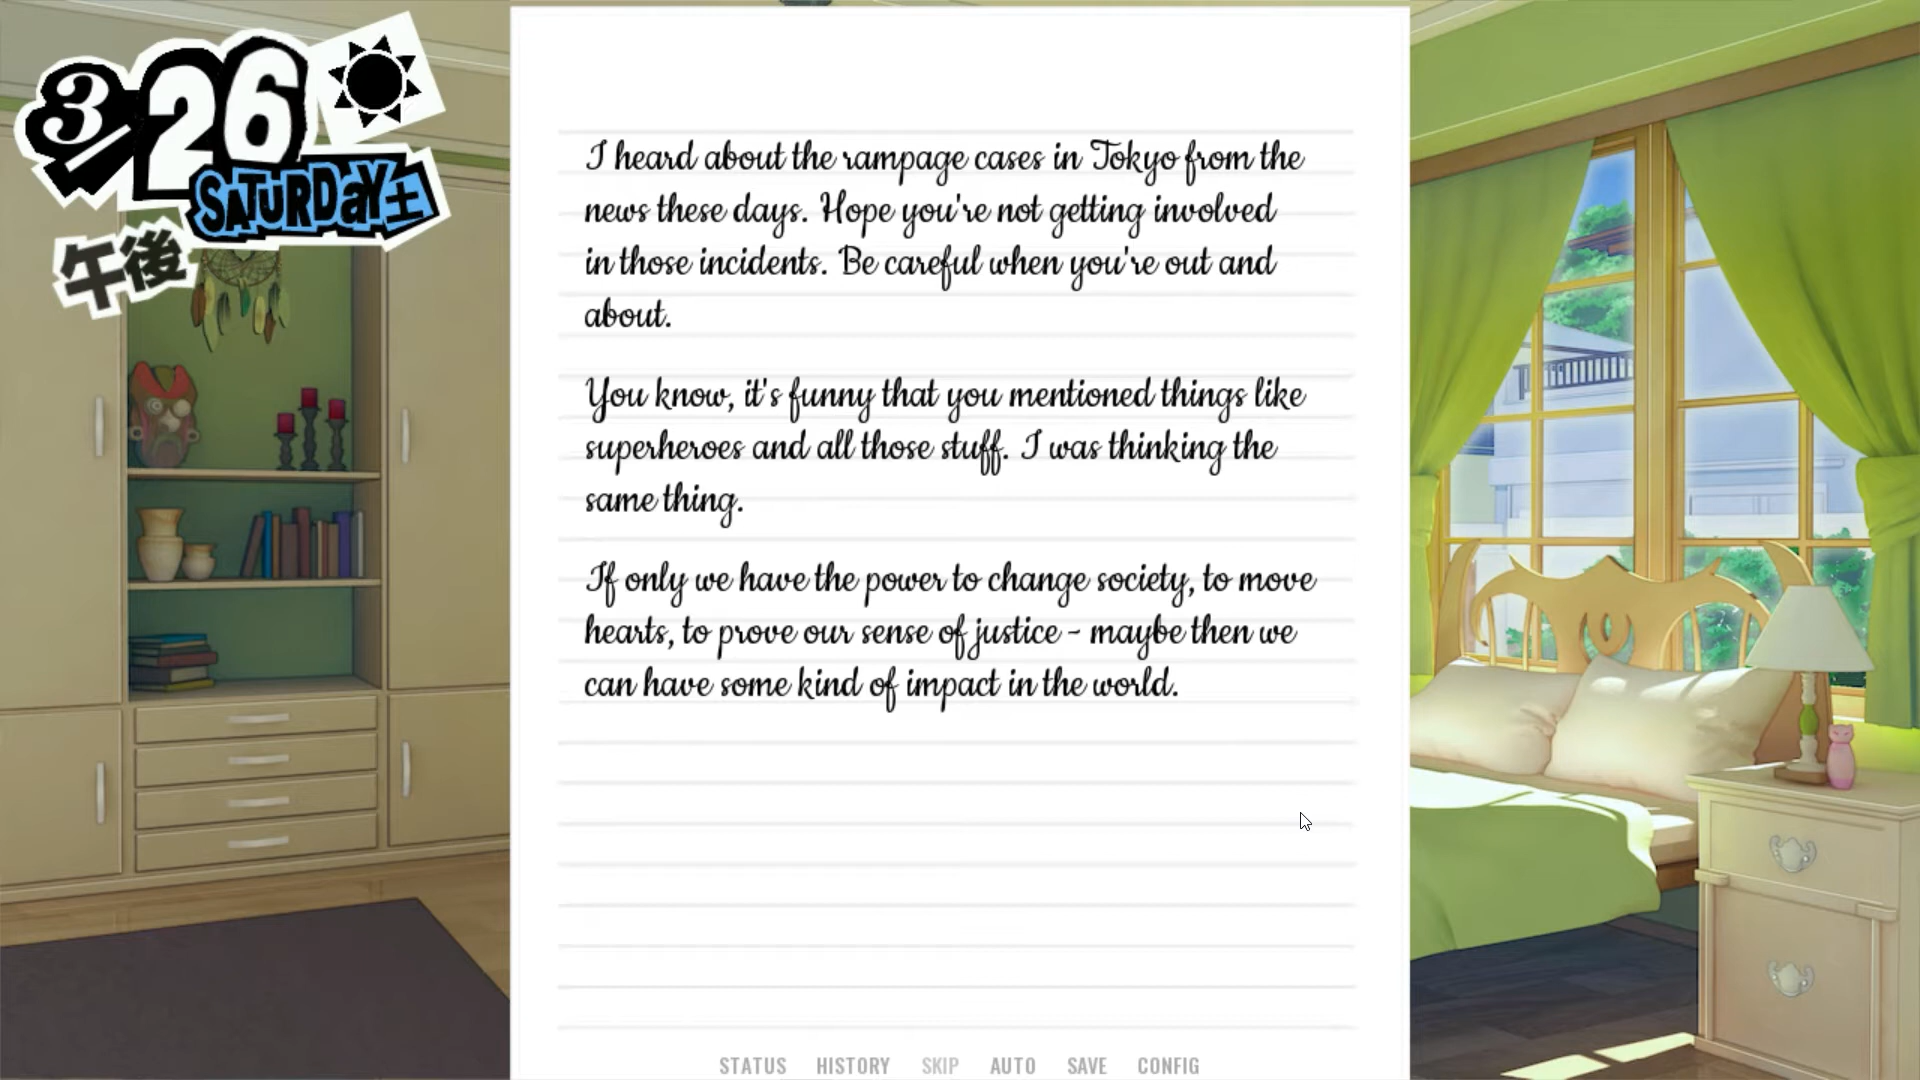 3/26
SATURDAY土
午後
I heard about the rampage cases in Tokyo from the
news these days. Hope you're not getting involved
in those incidents. Be careful when you're out and
about.
You know, it's funny that you mentioned things like
superheroes and all those stuff. I was thinking the
same thing.
If only we have the power to change society, to move
hearts, to prove our sense of justice - maybe then we
can have some kind of impact in the world.
STATUS HISTORY SKIP AUTO SAVE CONFIG